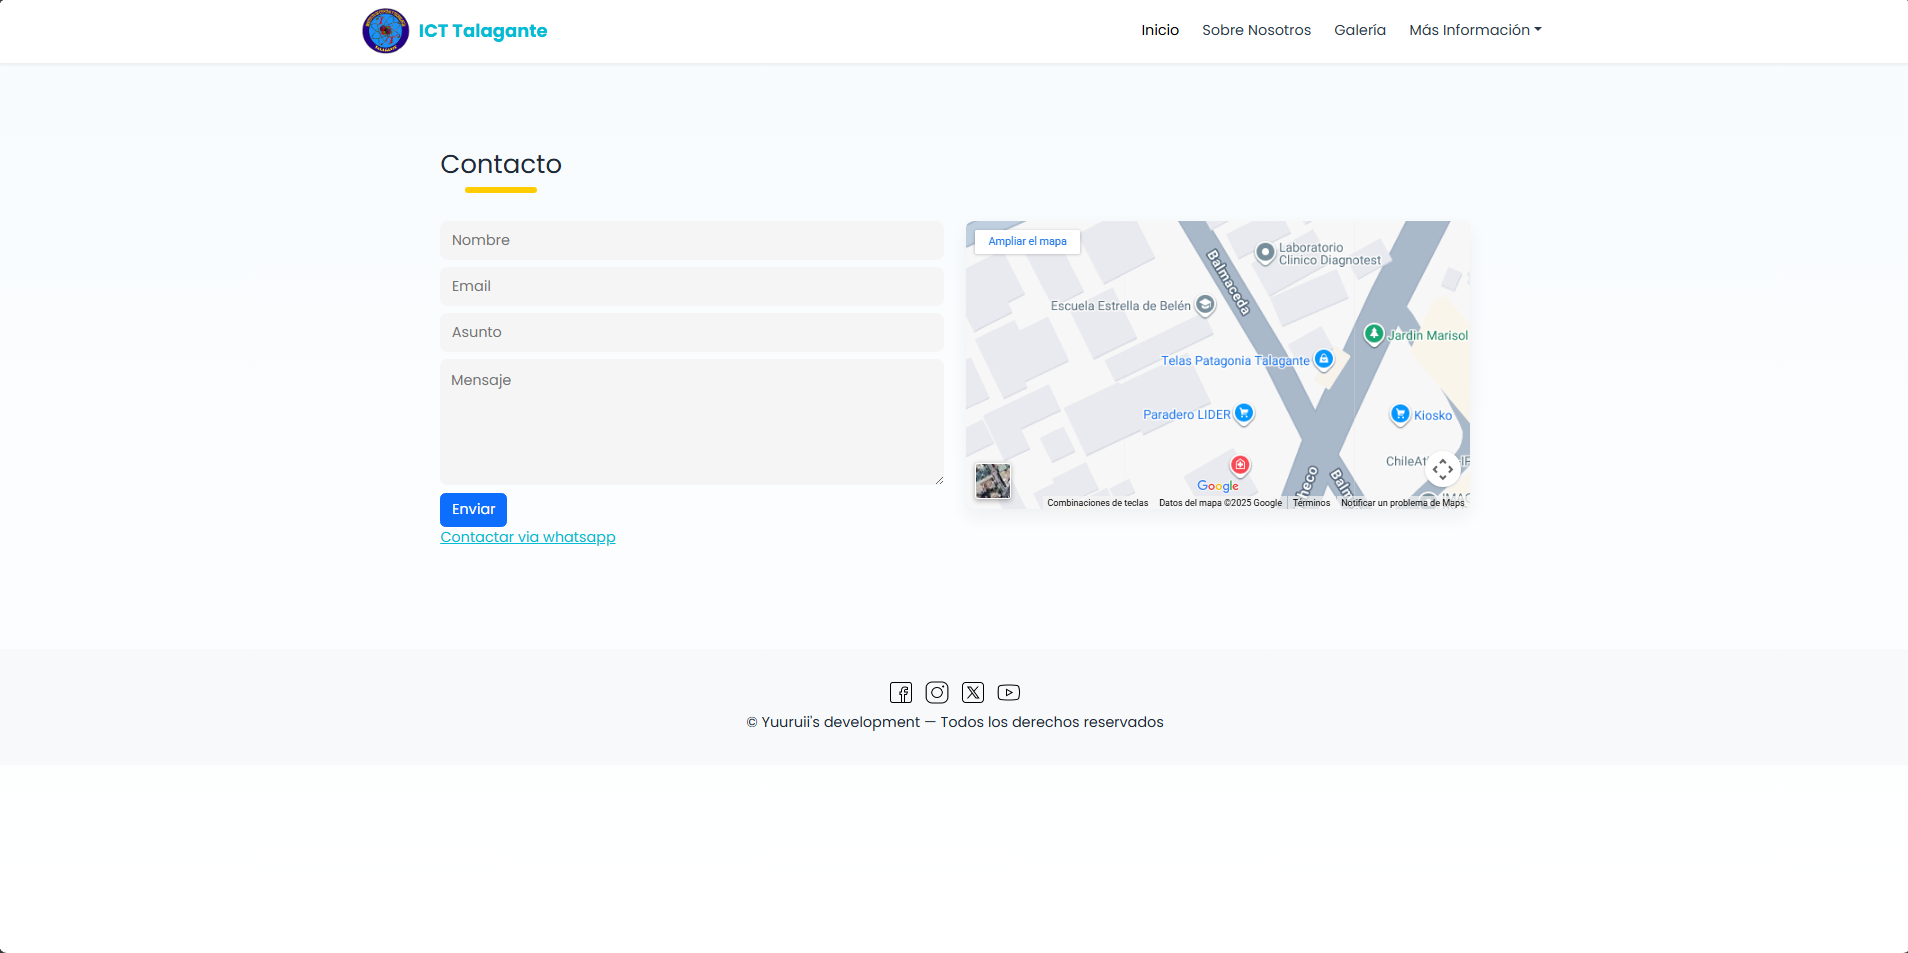 ICT Talagante
Inicio
Sobre Nosotros
Galería
Más Información
Contacto
Nombre
Email
Asunto
Mensaje
Enviar
Contactar via whatsapp
Ampliar el mapa
Balmaceda
Laboratorio
Clinico Diagnotest
Escuela Estrella de Belén
Jardin Marisol
Telas Patagonia Talagante
Paradero LIDER
Kiosko
Google
Combinaciones de teclas
Datos del mapa ©2025 Google
Términos
Notificar un problema de Maps
© Yuuruii's development — Todos los derechos reservados